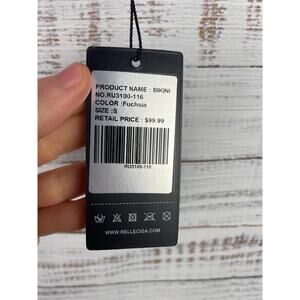 PRODUCT NAME : BIKINI
NO.RU3100-116
COLOR :Fuchsia
SIZE :S
RETAIL PRICE : $99.99
RU3100-116
WWW.RELLECIGA.COM